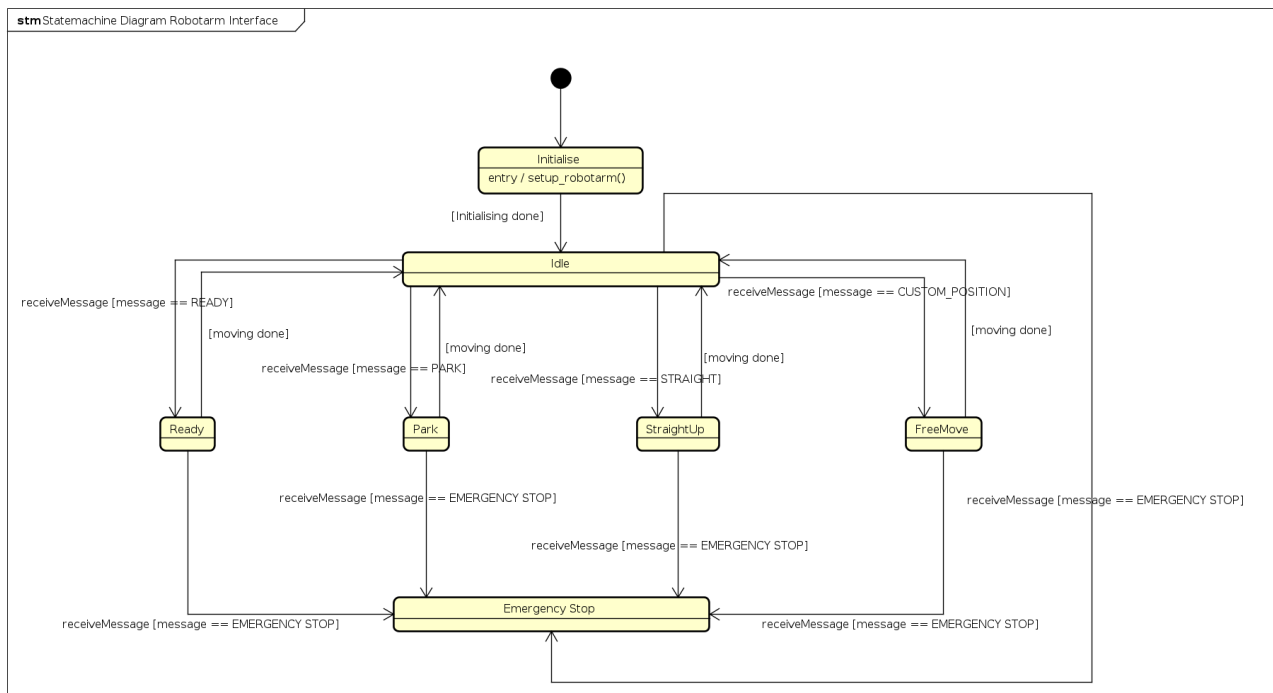 stm Statemachine Diagram Robotarm Interface
Initialise
entry / setup_robotarm()
[Initialising done]
Idle
receiveMessage [message == CUSTOM_POSITION]
receiveMessage [message == READY]
[moving done]
[moving done]
[moving done]
[moving done]
receiveMessage [message == PARK]
receiveMessage [message == STRAIGHT]
Ready
Park
StraightUp
FreeMove
receiveMessage [message == EMERGENCY STOP]
receiveMessage [message == EMERGENCY STOP]
receiveMessage [message == EMERGENCY STOP]
Emergency Stop
receiveMessage [message == EMERGENCY STOP]
receiveMessage [message == EMERGENCY STOP]